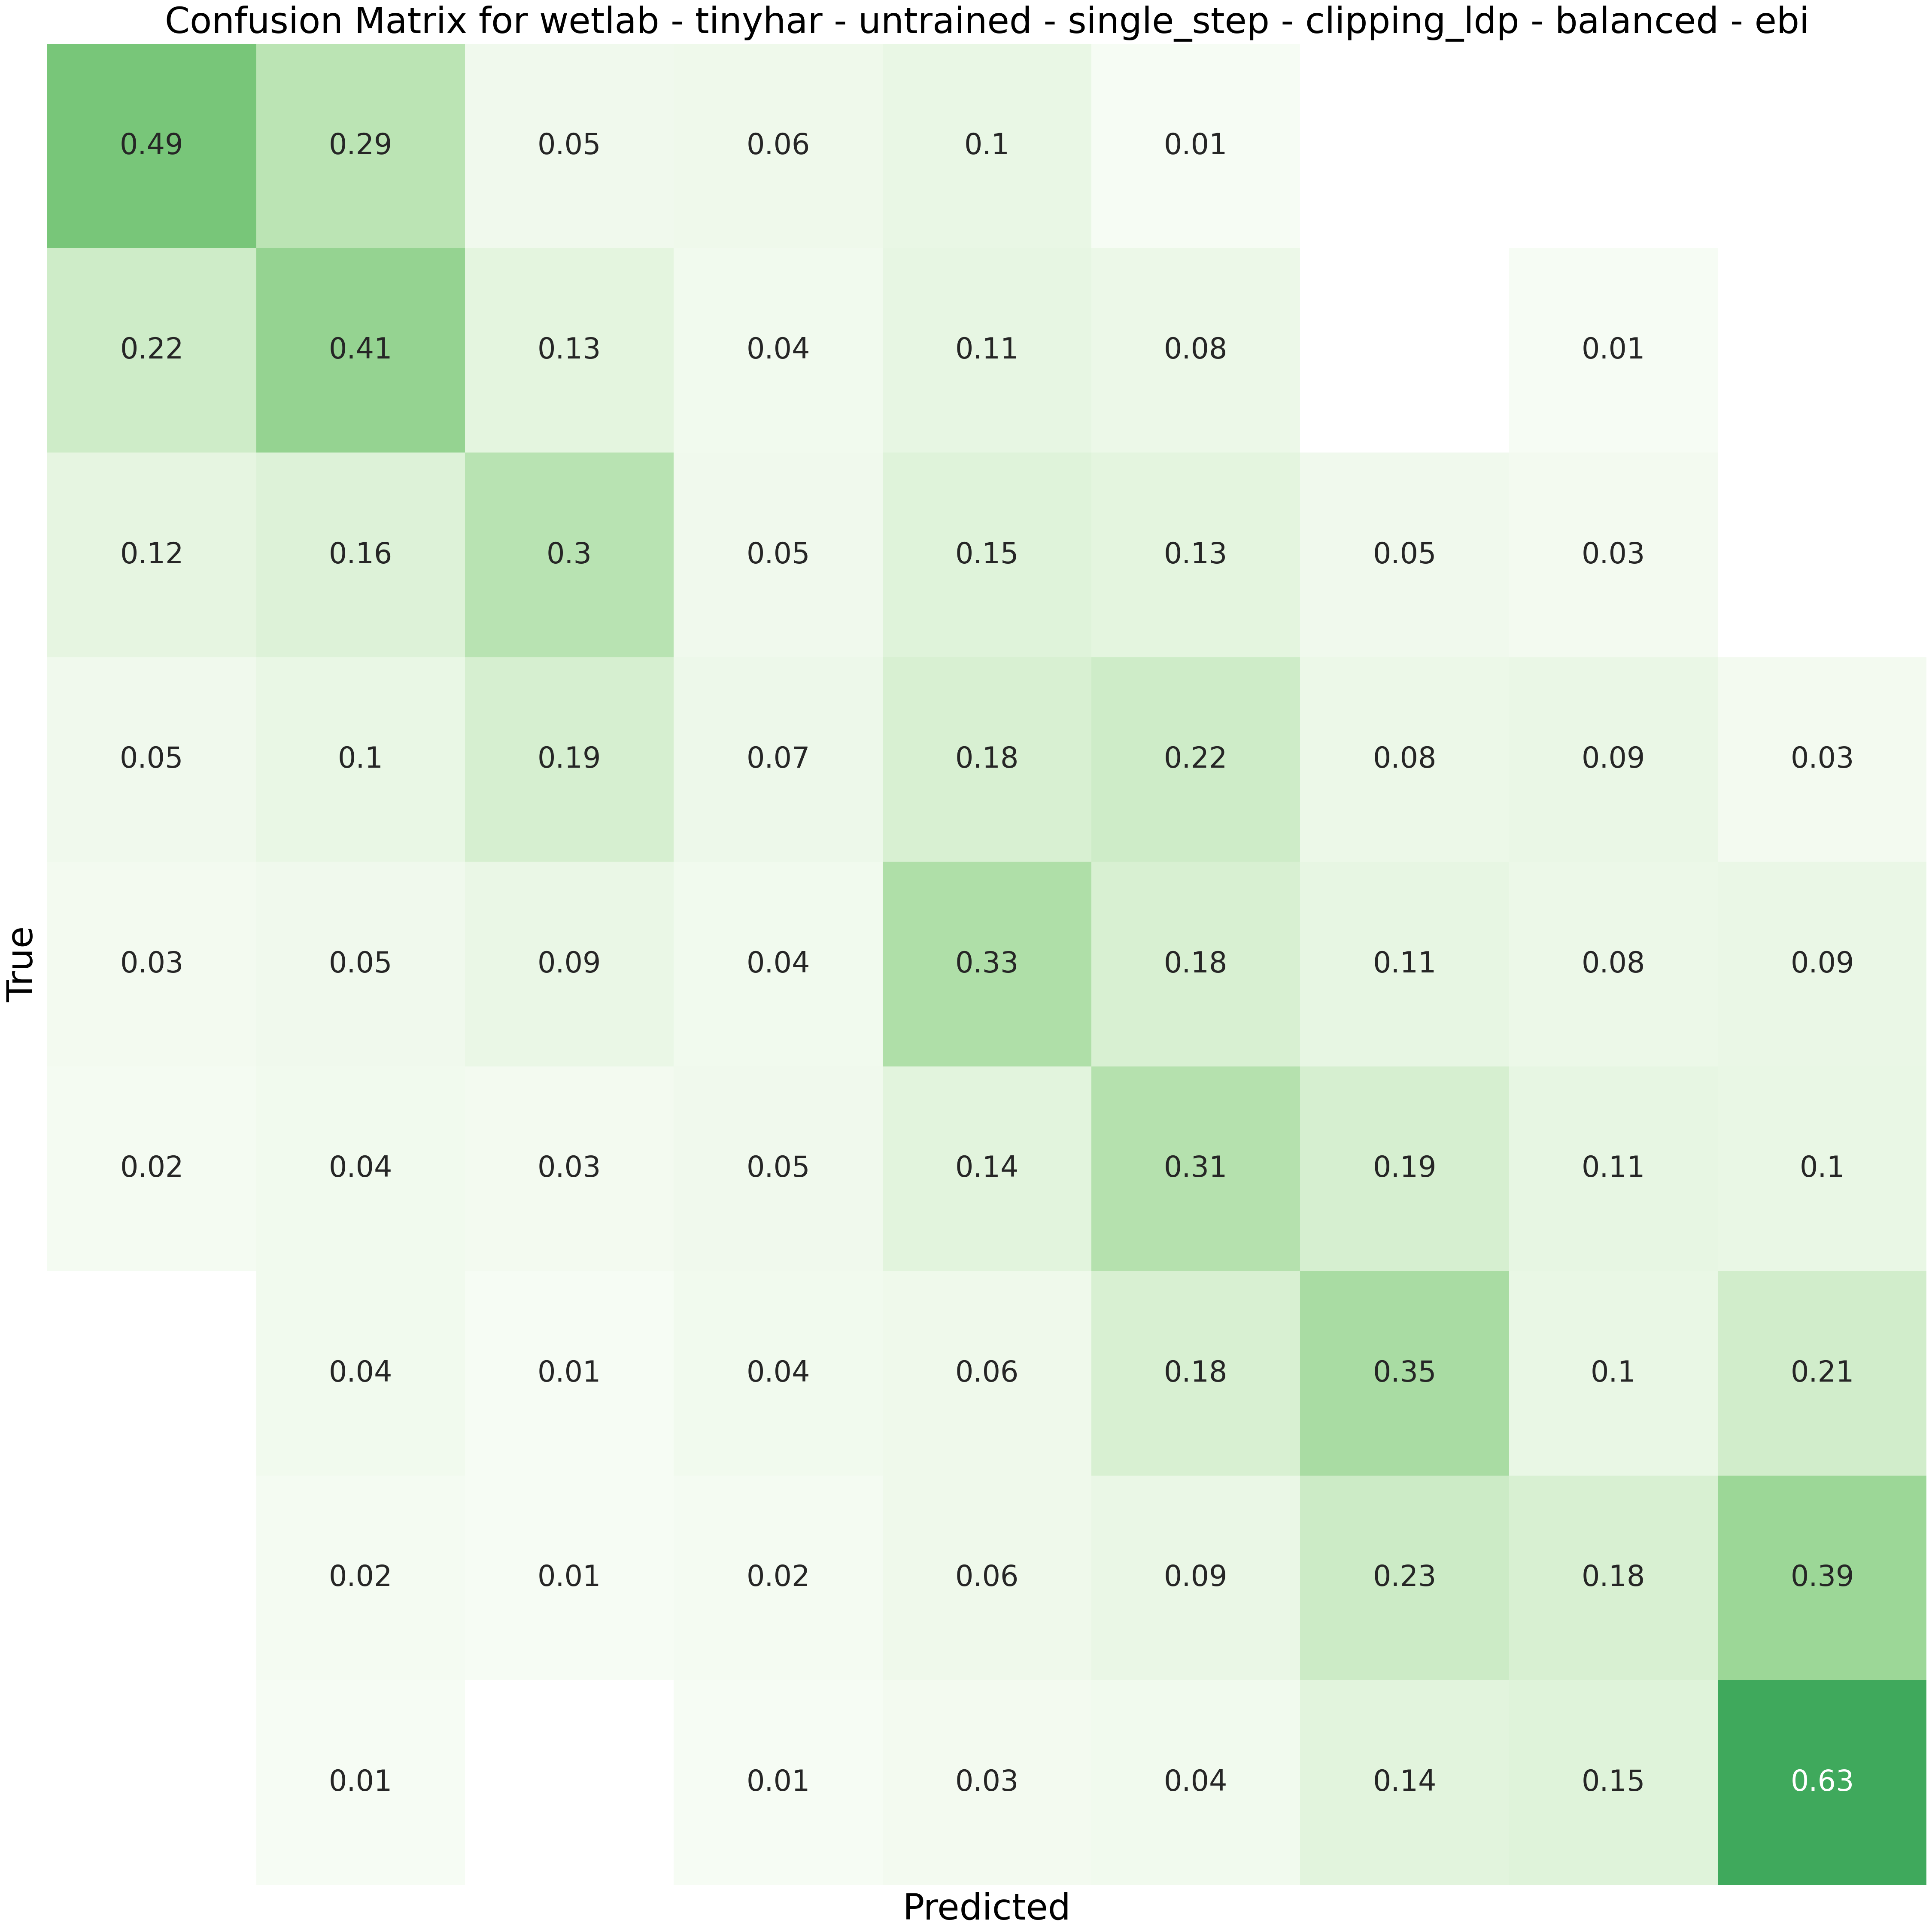 Confusion Matrix for wetlab - tinyhar - untrained - single_step - clipping_ldp - balanced - ebi
0.49 0.29 0.05 0.06 0.1 0.01
0.22 0.41 0.13 0.04 0.11 0.08 0.01
0.12 0.16 0.3 0.05 0.15 0.13 0.05 0.03
0.05 0.1 0.19 0.07 0.18 0.22 0.08 0.09 0.03
0.03 0.05 0.09 0.04 0.33 0.18 0.11 0.08 0.09
0.02 0.04 0.03 0.05 0.14 0.31 0.19 0.11 0.1
0.04 0.01 0.04 0.06 0.18 0.35 0.1 0.21
0.02 0.01 0.02 0.06 0.09 0.23 0.18 0.39
0.01 0.01 0.03 0.04 0.14 0.15 0.63
True
Predicted